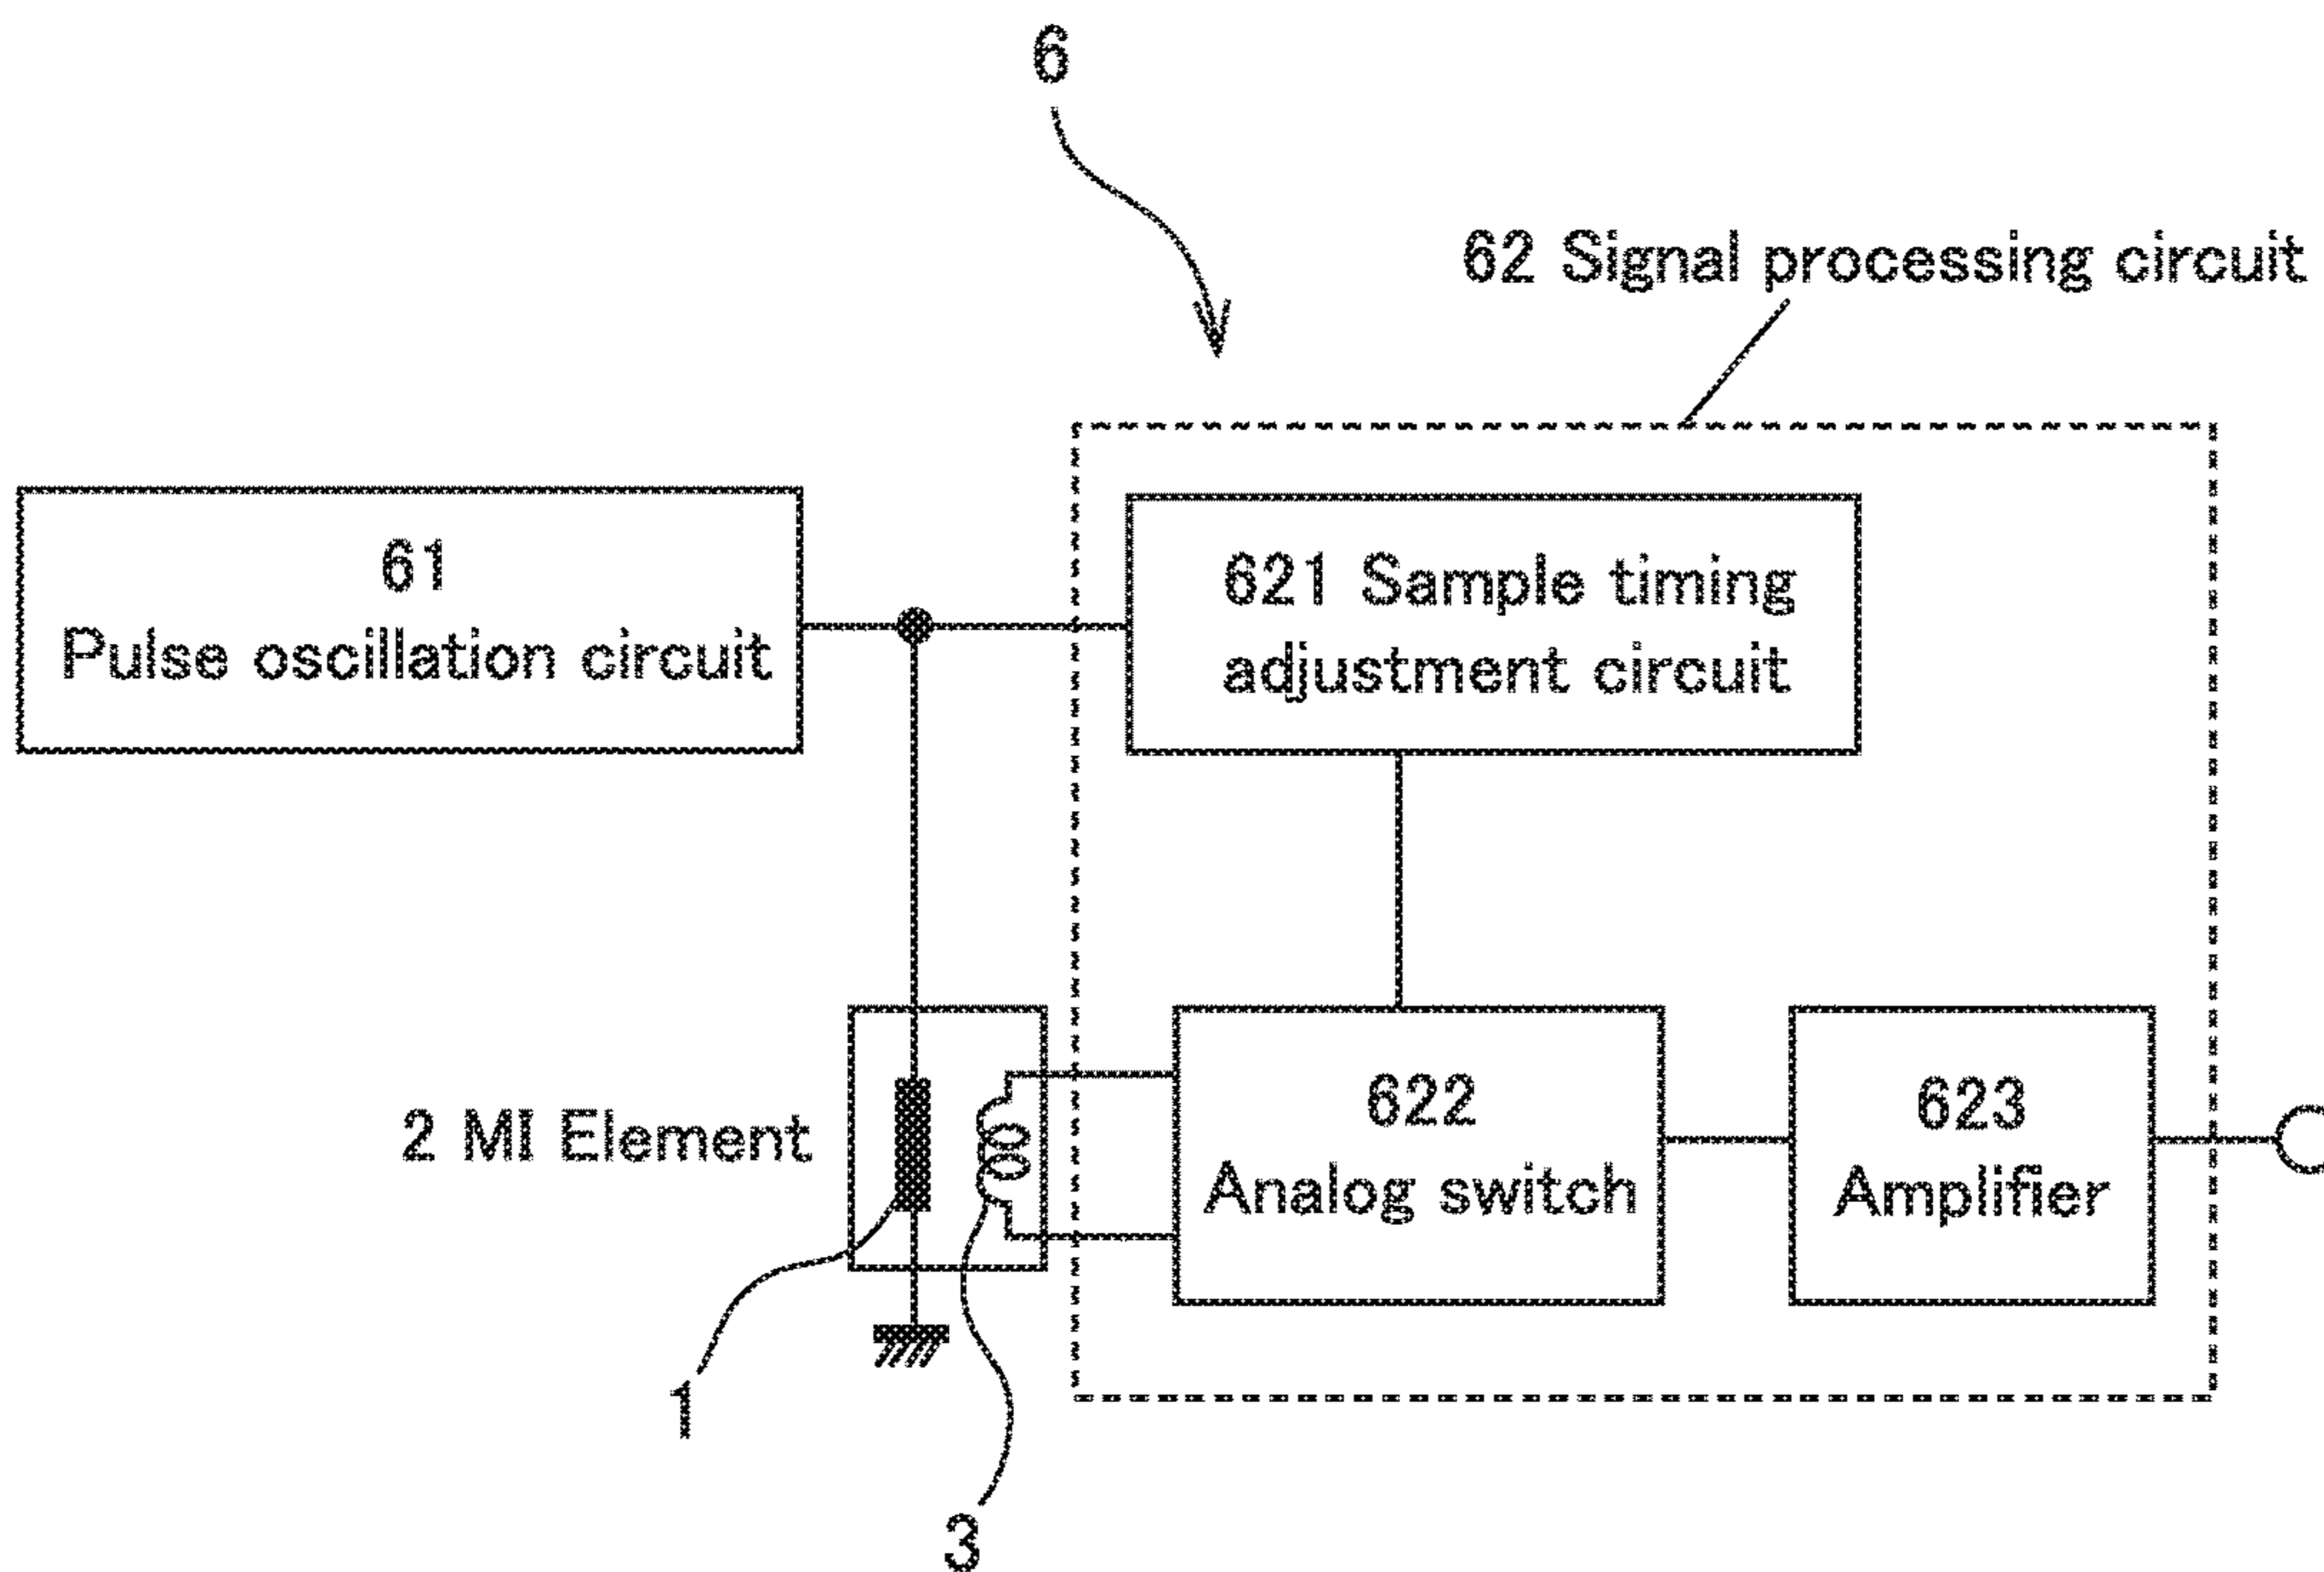 6
62 Signal processing circuit
61
Pulse oscillation circuit
621 Sample timing
adjustment circuit
2 MI Element
622
Analog switch
623
Amplifier
1
3